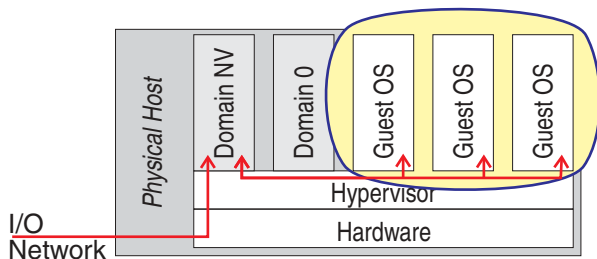 Physical Host
Domain NV
Domain 0
Guest OS
Guest OS
Guest OS
Hypervisor
Hardware
I/O
Network